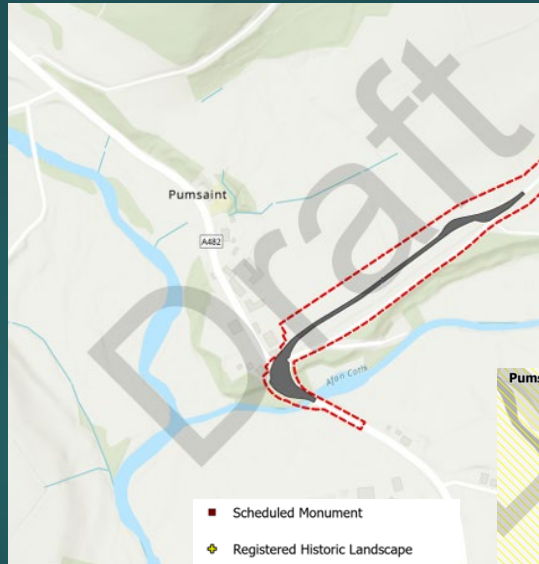 Draft
Pumsaint
A482
Afon Cothi
Pums
Scheduled Monument
Registered Historic Landscape